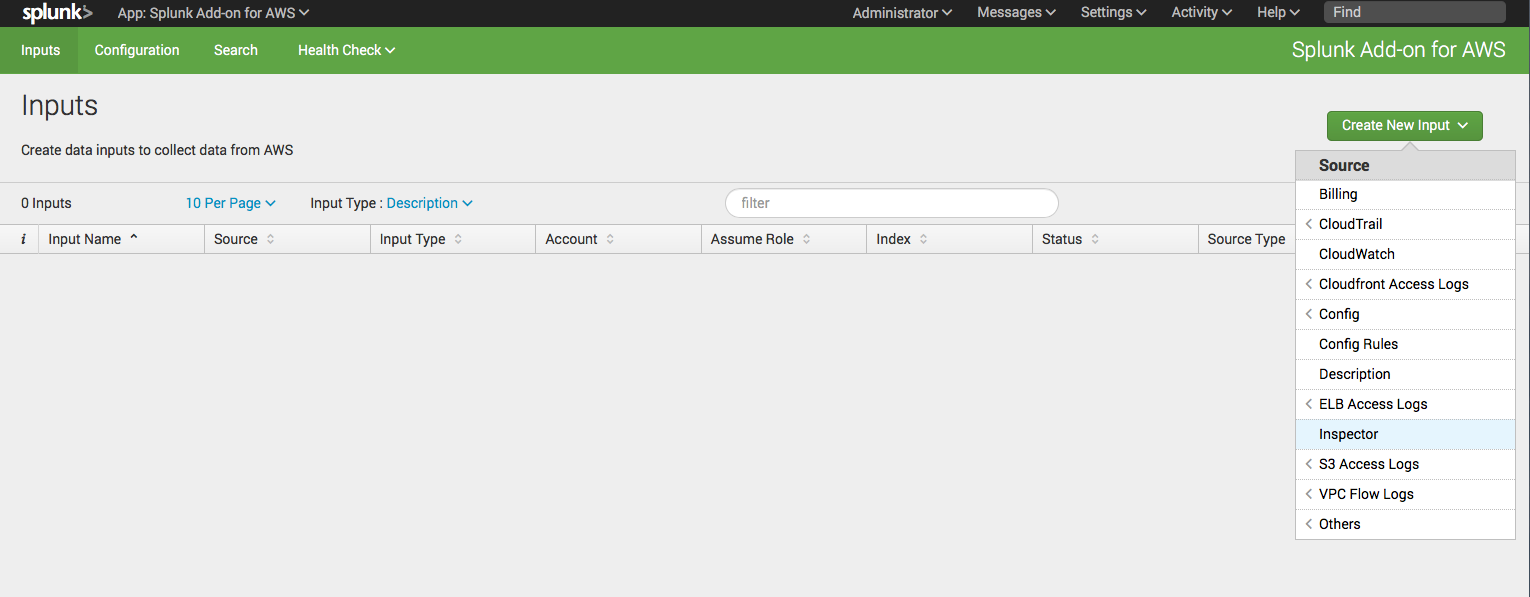 splunk> App: Splunk Add-on for AWS Administrator Messages Settings Activity Help Find
Inputs Configuration Search Health Check Splunk Add-on for AWS
Inputs
Create New Input
Create data inputs to collect data from AWS
0 Inputs 10 Per Page Input Type : Description filter
i Input Name Source Input Type Account Assume Role Index Status Source Type
Source
Billing
CloudTrail
CloudWatch
Cloudfront Access Logs
Config
Config Rules
Description
ELB Access Logs
Inspector
S3 Access Logs
VPC Flow Logs
Others